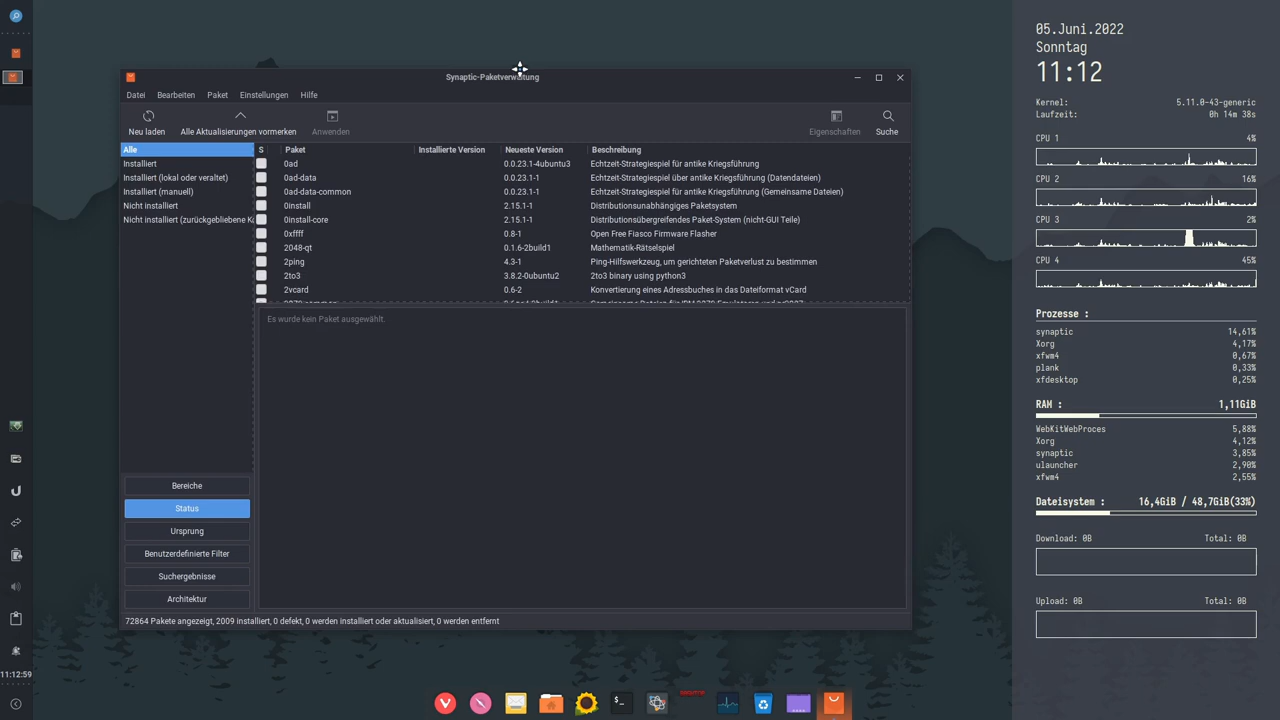 Synaptic-Paketverwaltung
Datei Bearbeiten Paket Einstellungen Hilfe
Neu laden Alle Aktualisierungen vormerken Anwenden Eigenschaften Suche
Alle
Installiert
Installiert (lokal oder veraltet)
Installiert (manuell)
Nicht installiert
Nicht installiert (zurückgebliebene
S Paket Installierte Version Neueste Version Beschreibung
0ad 0.0.23.1-4ubuntu3 Echtzeit-Strategiespiel für antike Kriegsführung
0ad-data 0.0.23.1-1 Echtzeit-Strategiespiel über antike Kriegsführung (Datendateien)
0ad-data-common 0.0.23.1-1 Echtzeit-Strategiespiel für antike Kriegsführung (Gemeinsame Dateien)
0install 2.15.1-1 Distributionsunabhängiges Paketsystem
0install-core 2.15.1-1 Distributionsübergreifendes Paket-System (nicht-GUI Teile)
0xffff 0.8-1 Open Free Fiasco Firmware Flasher
2048-qt 0.1.6-2build1 Mathematik-Rätselspiel
2ping 4.3-1 Ping-Hilfswerkzeug, um gerichteten Paketverlust zu bestimmen
2to3 3.8.2-0ubuntu2 2to3 binary using python3
2vcard 0.6-2 Konvertierung eines Adressbuches in das Dateiformat vCard
Es wurde kein Paket ausgewählt.
Bereiche
Status
Ursprung
Benutzerdefinierte Filter
Suchergebnisse
Architektur
72864 Pakete angezeigt, 2009 installiert, 0 defekt, 0 werden installiert oder aktualisiert, 0 werden entfernt
11:12:59
05.Juni.2022
Sonntag
11:12
Kernel: 5.11.0-43-generic
Laufzeit: 0h 14m 38s
CPU 1 4%
CPU 2 16%
CPU 3 2%
CPU 4 45%
Prozesse :
synaptic 14,61%
Xorg 4,17%
xfwm4 0,67%
plank 0,33%
xfdesktop 0,25%
RAM : 1,11GiB
WebKitWebProces 5,88%
Xorg 4,12%
synaptic 3,85%
ulauncher 2,90%
xfwm4 2,55%
Dateisystem : 16,4GiB / 48,7GiB(33%)
Download: 0B Total: 0B
Upload: 0B Total: 0B